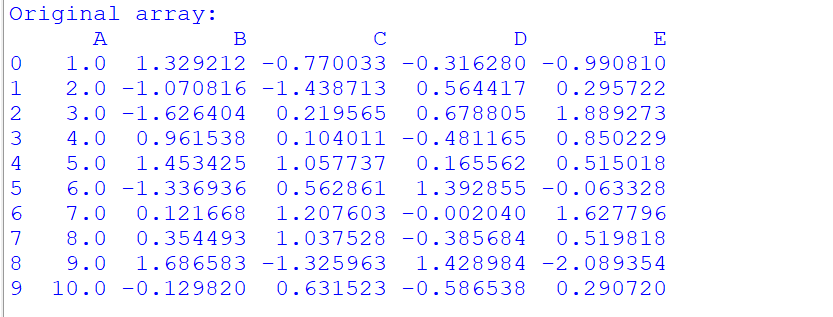 Original array:
A B C D E
0 1.0 1.329212 -0.770033 -0.316280 -0.990810
1 2.0 -1.070816 -1.438713 0.564417 0.295722
2 3.0 -1.626404 0.219565 0.678805 1.889273
3 4.0 0.961538 0.104011 -0.481165 0.850229
4 5.0 1.453425 1.057737 0.165562 0.515018
5 6.0 -1.336936 0.562861 1.392855 -0.063328
6 7.0 0.121668 1.207603 -0.002040 1.627796
7 8.0 0.354493 1.037528 -0.385684 0.519818
8 9.0 1.686583 -1.325963 1.428984 -2.089354
9 10.0 -0.129820 0.631523 -0.586538 0.290720